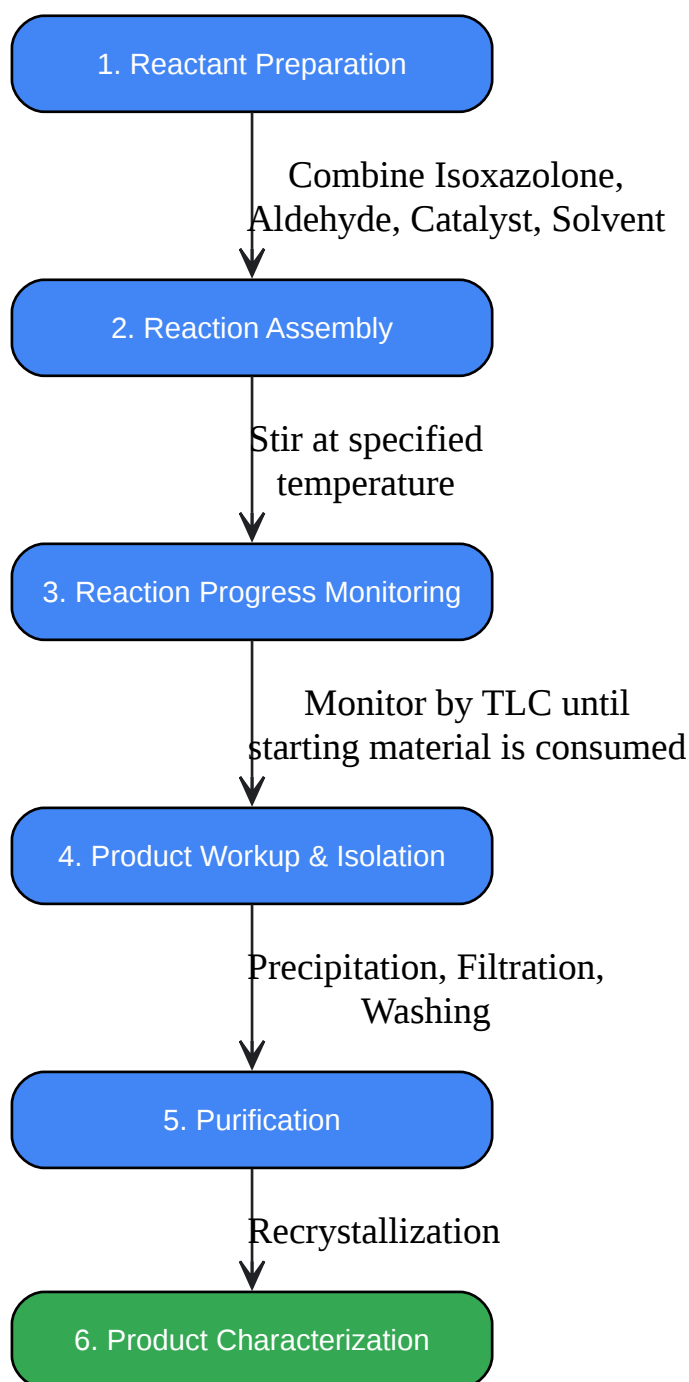 1. Reactant Preparation
Combine Isoxazolone,
Aldehyde, Catalyst, Solvent
2. Reaction Assembly
Stir at specified
temperature
3. Reaction Progress Monitoring
Monitor by TLC until
starting material is consumed
4. Product Workup & Isolation
Precipitation, Filtration,
Washing
5. Purification
Recrystallization
6. Product Characterization